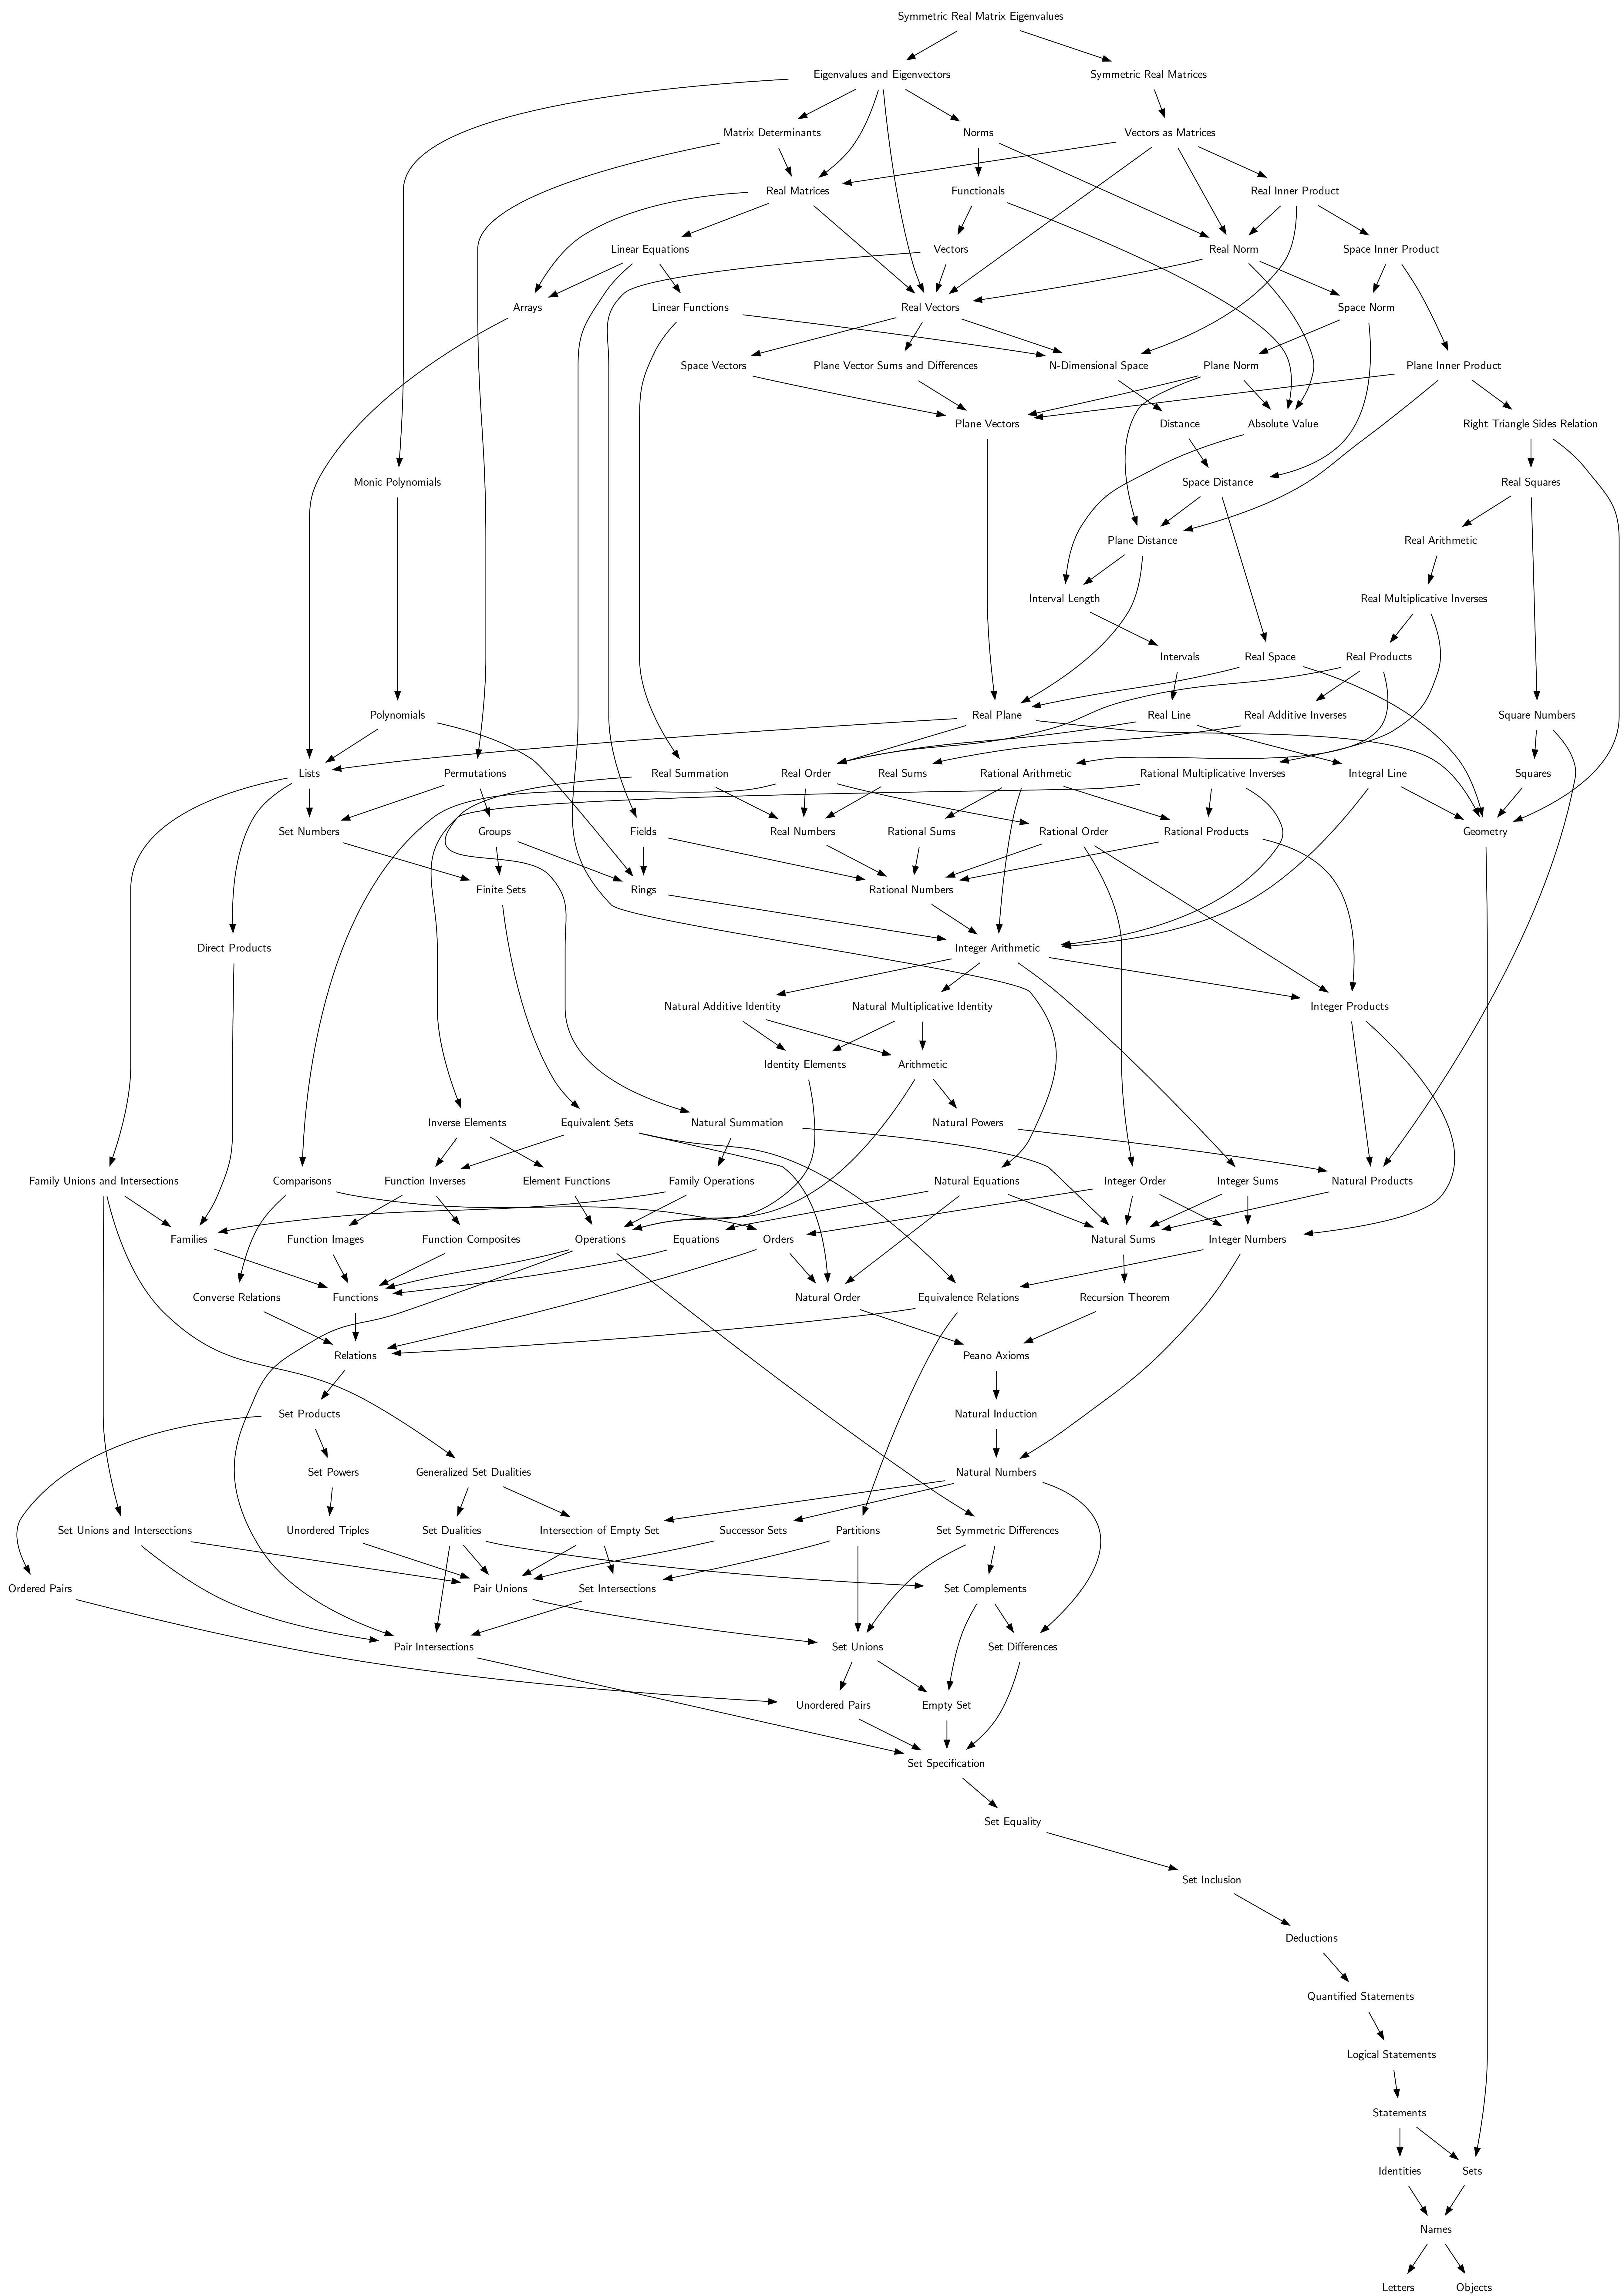 Symmetric Real Matrix Eigenvalues
Eigenvalues and Eigenvectors
Symmetric Real Matrices
Matrix Determinants
Norms
Vectors as Matrices
Real Matrices
Functionals
Real Inner Product
Linear Equations
Vectors
Real Norm
Space Inner Product
Arrays
Linear Functions
Real Vectors
Space Norm
Space Vectors
Plane Vector Sums and Differences
N-Dimensional Space
Plane Norm
Plane Inner Product
Plane Vectors
Distance
Absolute Value
Right Triangle Sides Relation
Monic Polynomials
Space Distance
Real Squares
Plane Distance
Real Arithmetic
Interval Length
Real Multiplicative Inverses
Intervals
Real Space
Real Products
Polynomials
Real Plane
Real Line
Real Additive Inverses
Square Numbers
Lists
Permutations
Real Summation
Real Order
Real Sums
Rational Arithmetic
Rational Multiplicative Inverses
Integral Line
Squares
Set Numbers
Groups
Fields
Real Numbers
Rational Sums
Rational Order
Rational Products
Geometry
Finite Sets
Rings
Rational Numbers
Direct Products
Integer Arithmetic
Natural Additive Identity
Natural Multiplicative Identity
Integer Products
Identity Elements
Arithmetic
Inverse Elements
Equivalent Sets
Natural Summation
Natural Powers
Family Unions and Intersections
Comparisons
Function Inverses
Element Functions
Family Operations
Natural Equations
Integer Order
Integer Sums
Natural Products
Families
Function Images
Function Composites
Operations
Equations
Orders
Natural Sums
Integer Numbers
Converse Relations
Functions
Natural Order
Equivalence Relations
Recursion Theorem
Relations
Peano Axioms
Set Products
Natural Induction
Set Powers
Generalized Set Dualities
Natural Numbers
Set Unions and Intersections
Unordered Triples
Set Dualities
Intersection of Empty Set
Successor Sets
Partitions
Set Symmetric Differences
Ordered Pairs
Pair Unions
Set Intersections
Set Complements
Pair Intersections
Set Unions
Set Differences
Unordered Pairs
Empty Set
Set Specification
Set Equality
Set Inclusion
Deductions
Quantified Statements
Logical Statements
Statements
Identities
Sets
Names
Letters
Objects